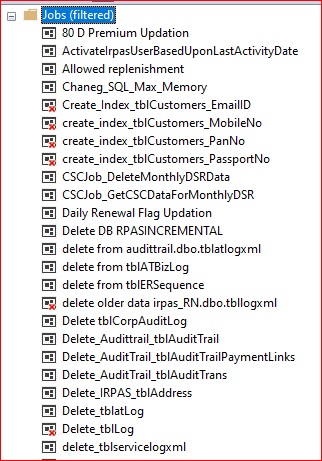 Jobs (filtered)
80 D Premium Updation
ActivateIrpasUserBasedUponLastActivityDate
Allowed replenishment
Chaneg_SQL_Max_Memory
Create_Index_tblCustomers_EmailID
create_index_tblCustomers_MobileNo
create_index_tblCustomers_PanNo
create_index_tblCustomers_PassportNo
CSCJob_DeleteMonthlyDSRData
CSCJob_GetCSCDataForMonthlyDSR
Daily Renewal Flag Updation
Delete DB RPASINCREMENTAL
delete from audittrail.dbo.tblatlogxml
delete from tblATBizLog
delete from tblERSequence
delete older data irpas_RN.dbo.tbllogxml
Delete tblCorpAuditLog
Delete_Audittrail_tblAuditTrail
Delete_AuditTrail_tblAuditTrailPaymentLinks
Delete_AuditTrail_tblAuditTrans
Delete_IRPAS_tblAddress
Delete_tblatLog
Delete_tblLog
delete_tblservicelogxml